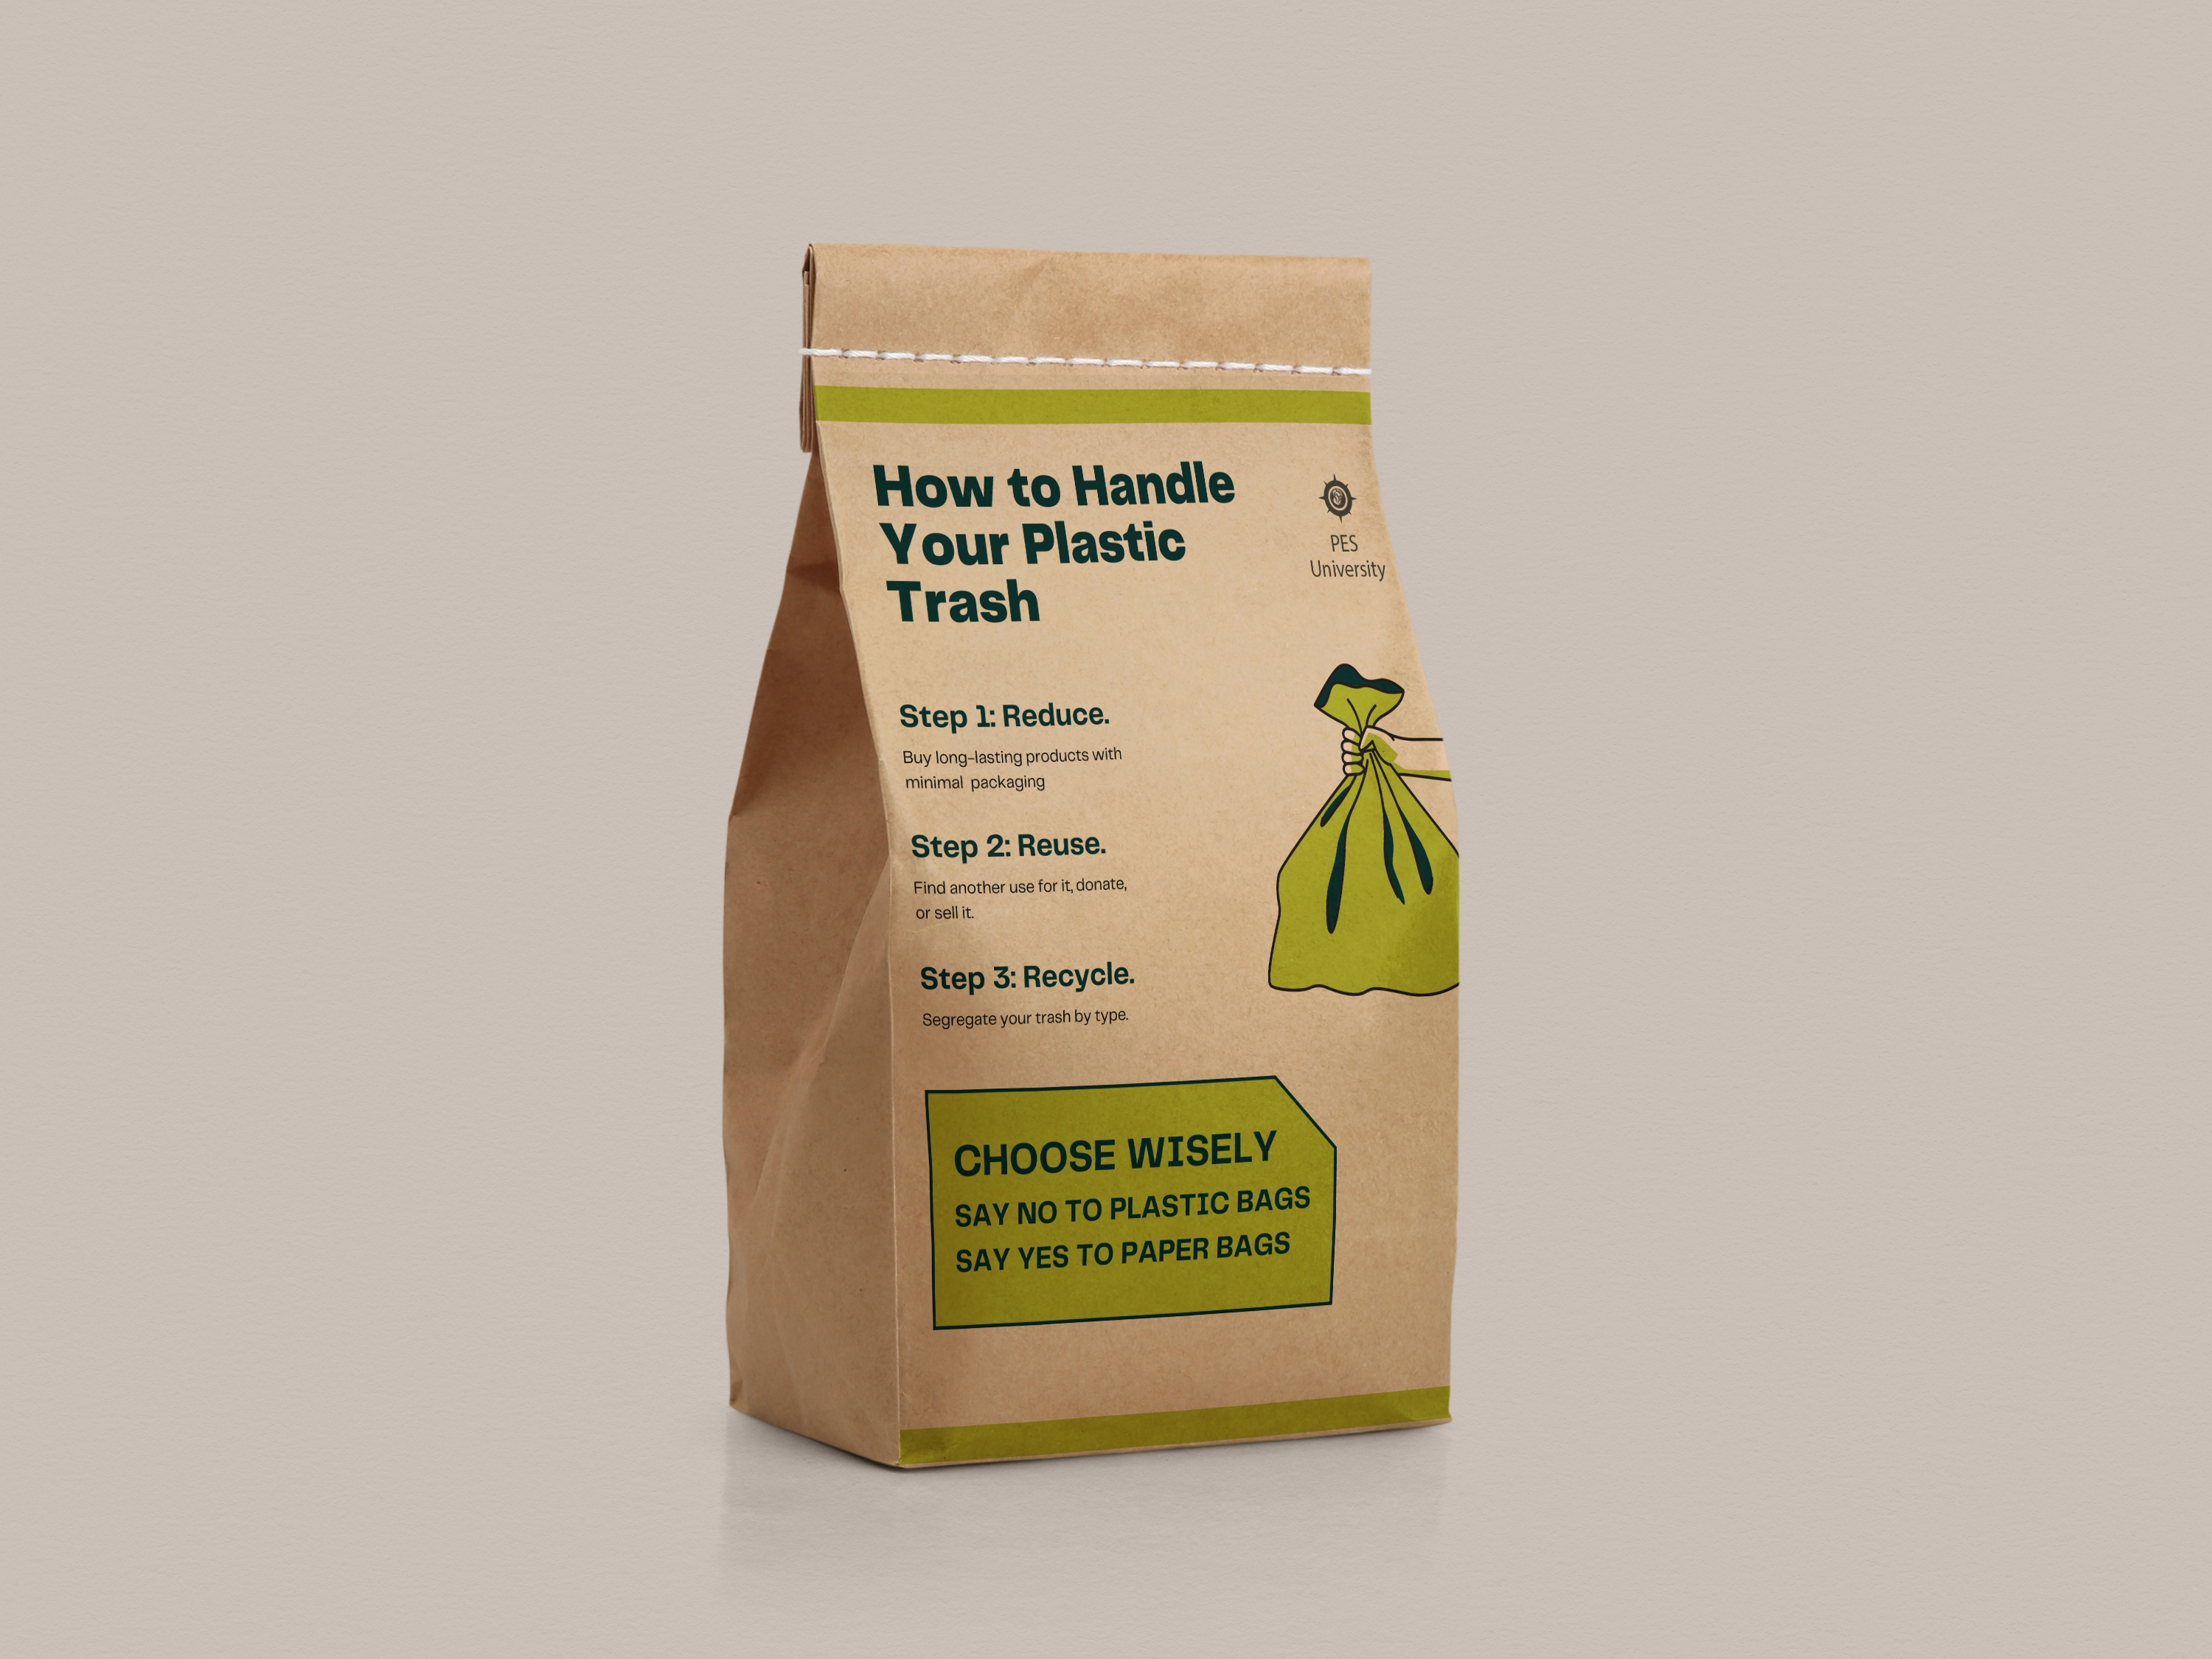 How to Handle
Your Plastic
Trash
PES
University
Step 1: Reduce.
Buy long-lasting products with
minimal packaging
Step 2: Reuse.
Find another use for it, donate,
or sell it.
Step 3: Recycle.
Segregate your trash by type.
CHOOSE WISELY
SAY NO TO PLASTIC BAGS
SAY YES TO PAPER BAGS